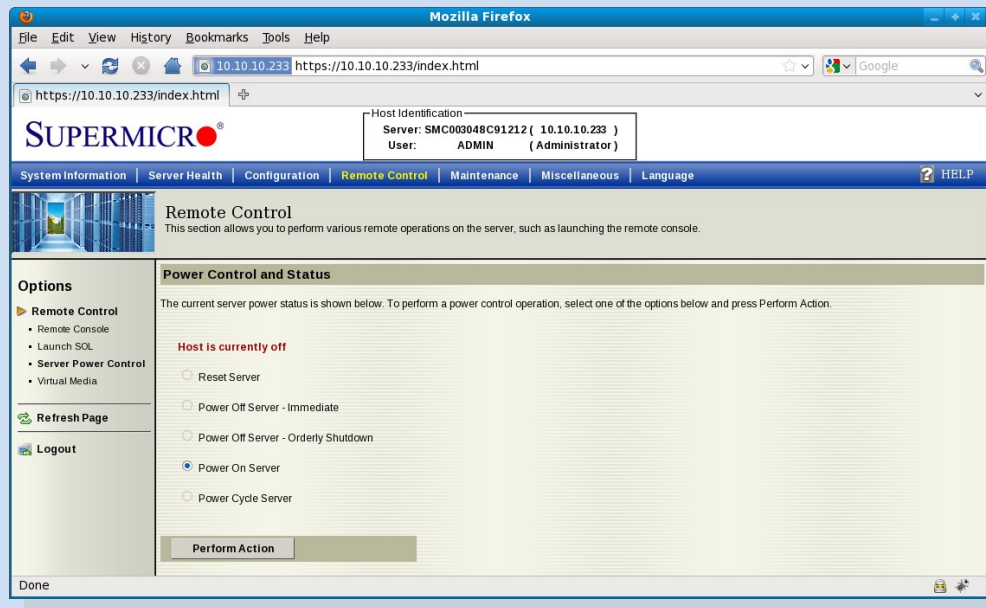 Mozilla Firefox
File Edit View History Bookmarks Tools Help
10.10.10.233 https://10.10.10.233/index.html Google
https://10.10.10.233/index.html
SUPERMICRO®
Host Identification
Server: SMC003048C91212 ( 10.10.10.233 )
User: ADMIN ( Administrator )
System Information | Server Health | Configuration | Remote Control | Maintenance | Miscellaneous | Language ? HELP
Remote Control
This section allows you to perform various remote operations on the server, such as launching the remote console.
Options
Remote Control
Remote Console
Launch SOL
Server Power Control
Virtual Media
Refresh Page
Logout
Power Control and Status
The current server power status is shown below. To perform a power control operation, select one of the options below and press Perform Action.
Host is currently off
Reset Server
Power Off Server - Immediate
Power Off Server - Orderly Shutdown
Power On Server
Power Cycle Server
Perform Action
Done